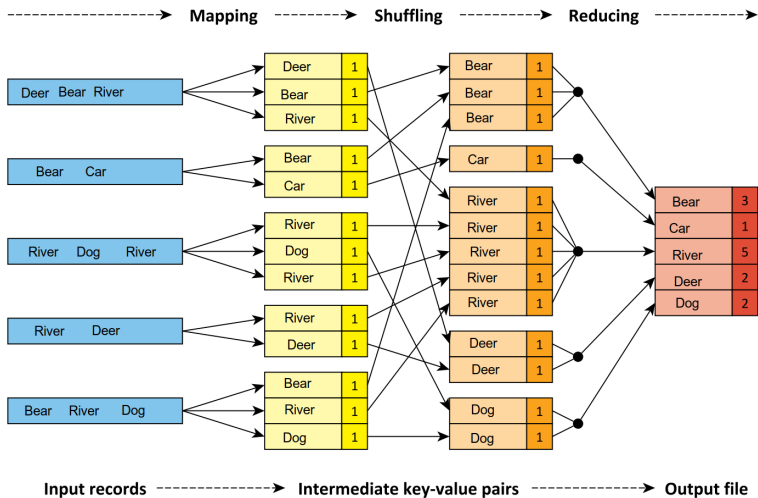 Mapping Shuffling Reducing
Deer Bear River
Bear Car
River Dog River
River Deer
Bear River Dog
Deer 1
Bear 1
River 1
Bear 1
Car 1
River 1
Dog 1
River 1
River 1
Deer 1
Bear 1
River 1
Dog 1
Bear 1
Bear 1
Bear 1
Car 1
River 1
River 1
River 1
River 1
River 1
Deer 1
Deer 1
Dog 1
Dog 1
Bear 3
Car 1
River 5
Deer 2
Dog 2
Input records Intermediate key-value pairs Output file